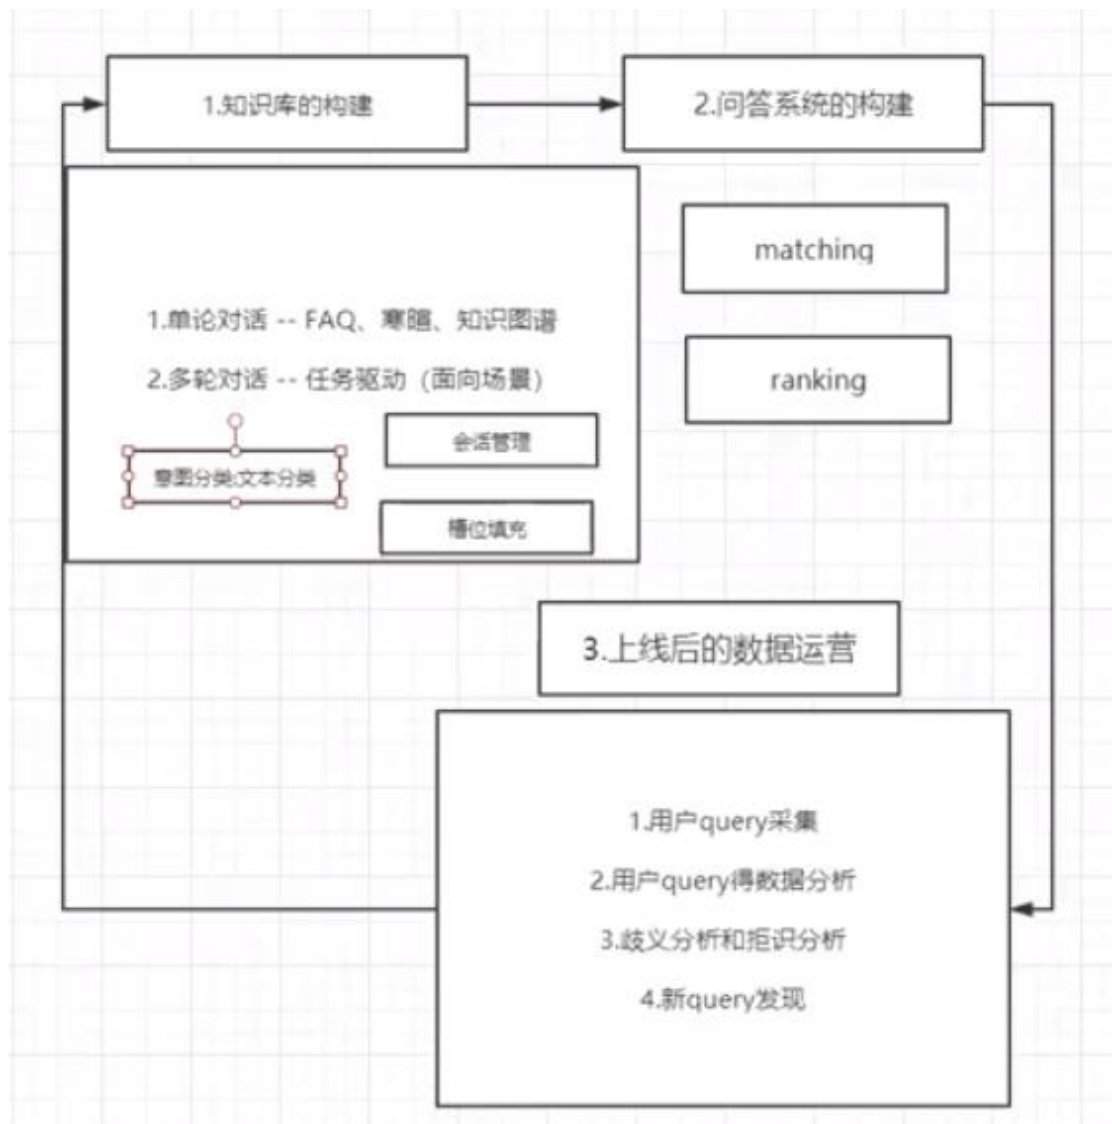 1.知识库的构建
2.问答系统的构建
matching
ranking
1.单论对话 -- FAQ、寒暄、知识图谱
2.多轮对话 -- 任务驱动（面向场景）
会话管理
意图分类:文本分类
槽位填充
3.上线后的数据运营
1.用户query采集
2.用户query得数据分析
3.歧义分析和拒识分析
4.新query发现